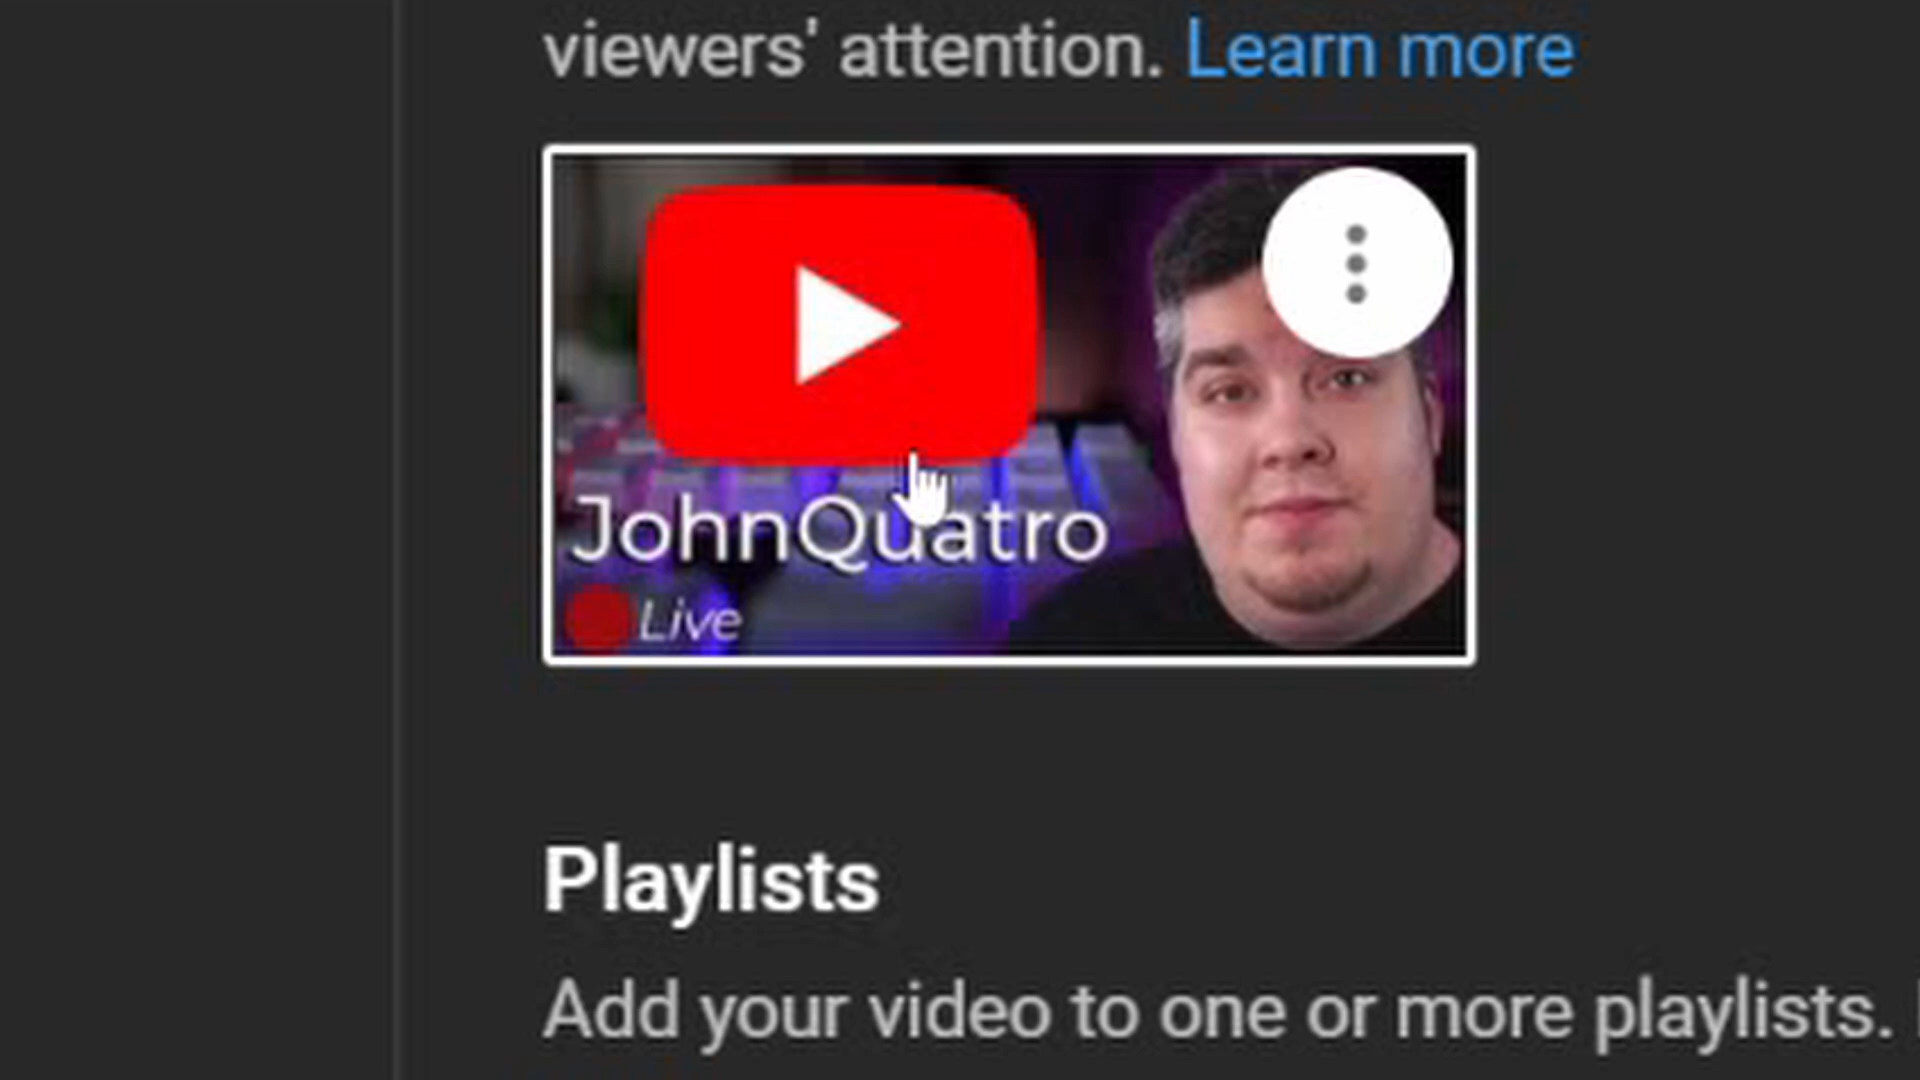 viewers' attention. Learn more
JohnQuatro
Live
Playlists
Add your video to one or more playlists.